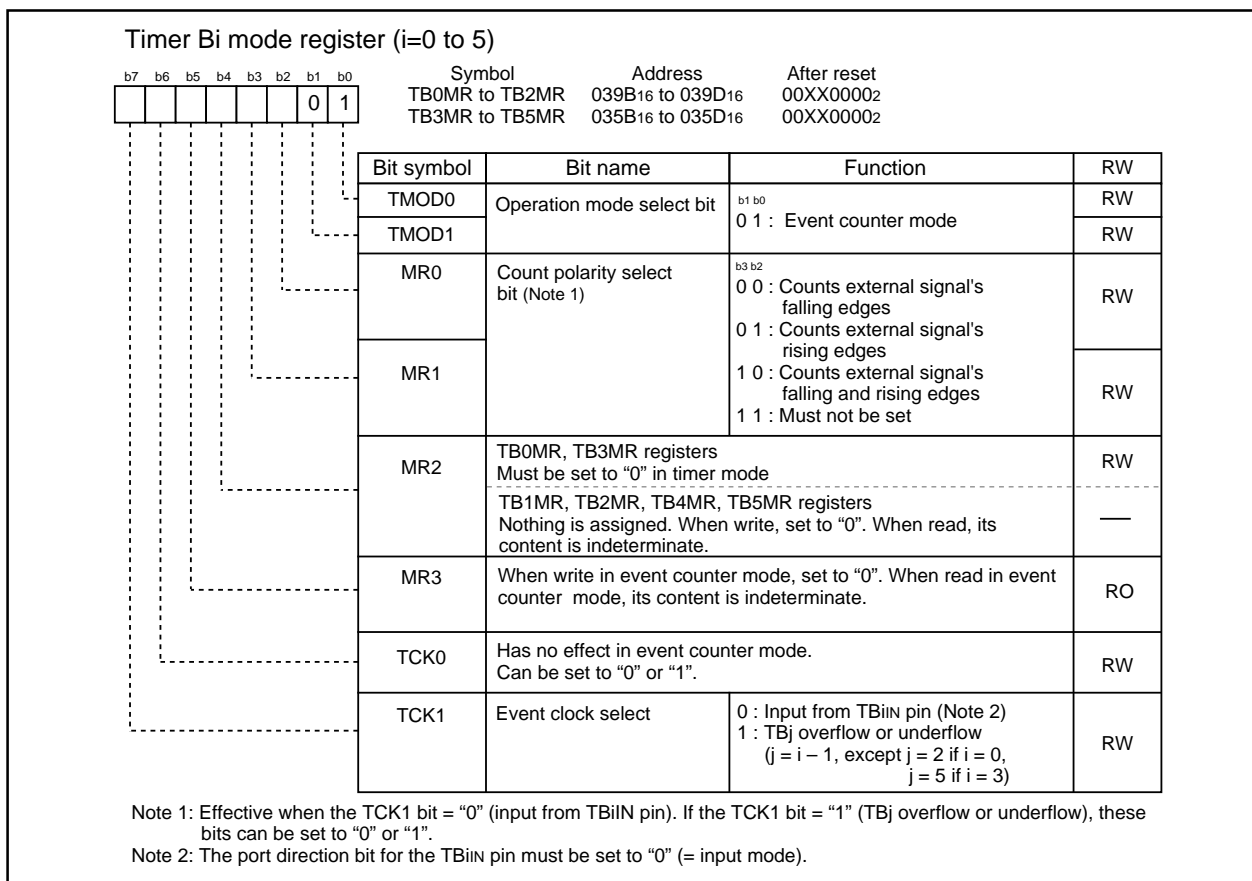 Timer Bi mode register (i=0 to 5)
b7 b6 b5 b4 b3 b2 b1 b0
0 1
Symbol Address After reset
TB0MR to TB2MR 039B16 to 039D16 00XX00002
TB3MR to TB5MR 035B16 to 035D16 00XX00002
Bit symbol Bit name Function RW
TMOD0 Operation mode select bit b1 b0 RW
0 1 : Event counter mode
TMOD1 RW
MR0 Count polarity select bit (Note 1) b3 b2
0 0 : Counts external signal's
falling edges RW
0 1 : Counts external signal's
rising edges
MR1 1 0 : Counts external signal's
falling and rising edges RW
1 1 : Must not be set
MR2 TB0MR, TB3MR registers RW
Must be set to “0” in timer mode
TB1MR, TB2MR, TB4MR, TB5MR registers
Nothing is assigned. When write, set to “0”. When read, its —
content is indeterminate.
MR3 When write in event counter mode, set to “0”. When read in event
counter mode, its content is indeterminate. RO
TCK0 Has no effect in event counter mode.
Can be set to “0” or “1”. RW
TCK1 Event clock select 0 : Input from TBiIN pin (Note 2)
1 : TBj overflow or underflow
(j = i – 1, except j = 2 if i = 0, RW
j = 5 if i = 3)
Note 1: Effective when the TCK1 bit = “0” (input from TBiIN pin). If the TCK1 bit = “1” (TBj overflow or underflow), these
bits can be set to “0” or “1”.
Note 2: The port direction bit for the TBiIN pin must be set to “0” (= input mode).